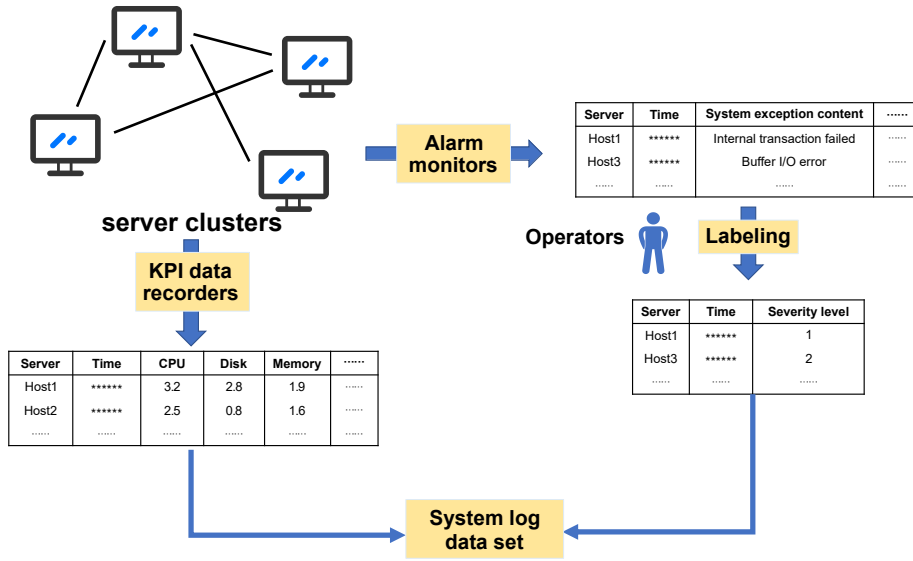 Alarm
monitors
Server Time System exception content ······
Host1 ****** Internal transaction failed ······
Host3 ****** Buffer I/O error ······
······ ······ ······ ······
server clusters
Operators
Labeling
KPI data
recorders
Server Time Severity level
Host1 ****** 1
Host3 ****** 2
······ ······ ······
Server Time CPU Disk Memory ······
Host1 ****** 3.2 2.8 1.9 ······
Host2 ****** 2.5 0.8 1.6 ······
······ ······ ······ ······ ······ ······
System log
data set